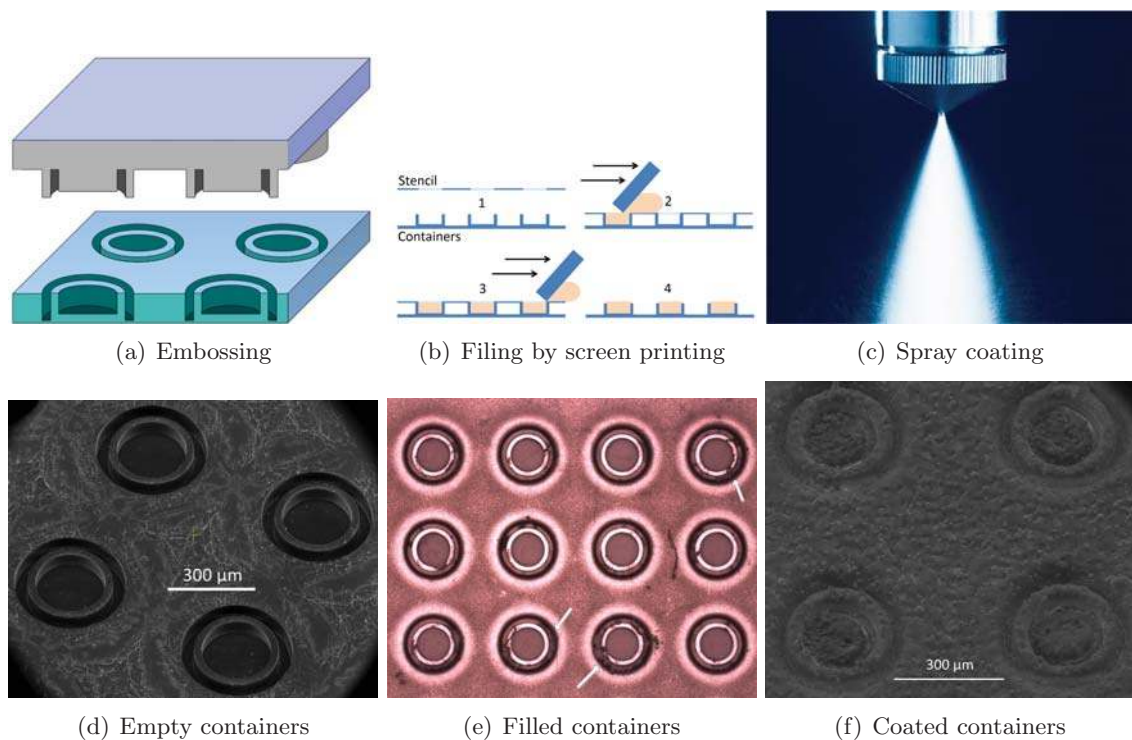 Stencil
1
2
Containers
3
4
(a) Embossing
(b) Filing by screen printing
(c) Spray coating
300 µm
300 µm
(d) Empty containers
(e) Filled containers
(f) Coated containers